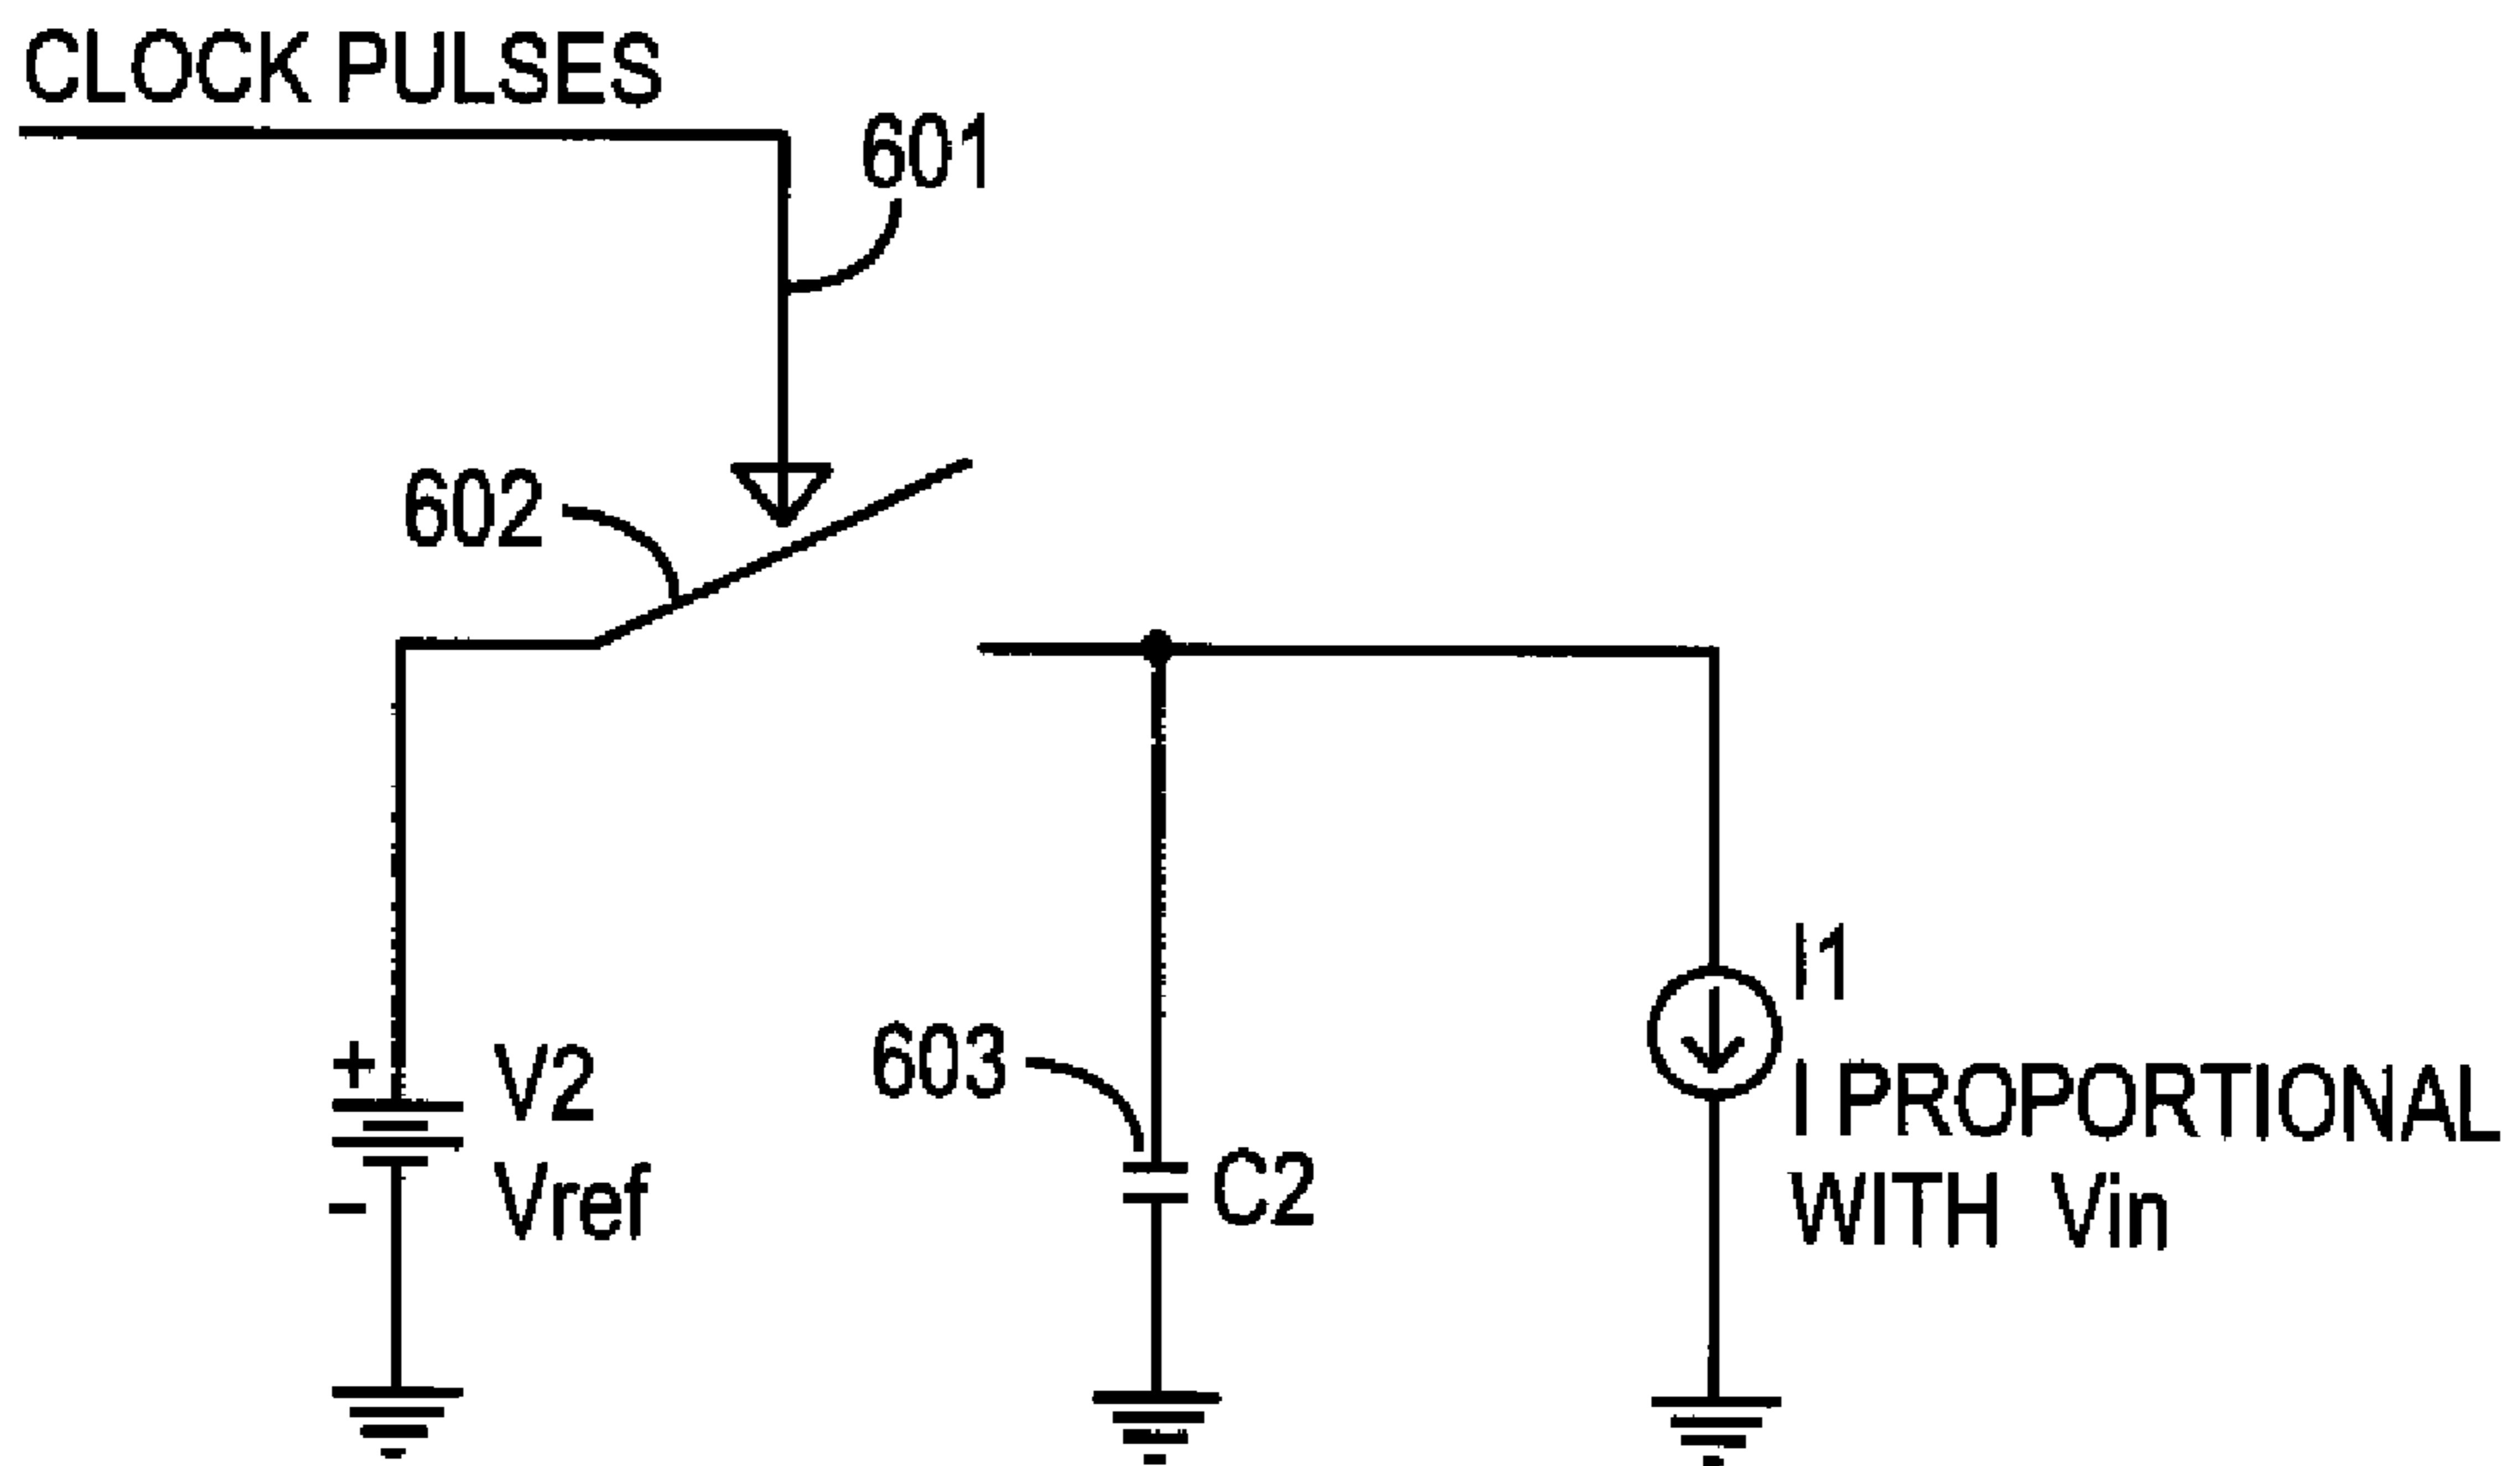 CLOCK PULSES
601
602
I1
+
V2
603
I PROPORTIONAL
C2
Vref
WITH Vin
−